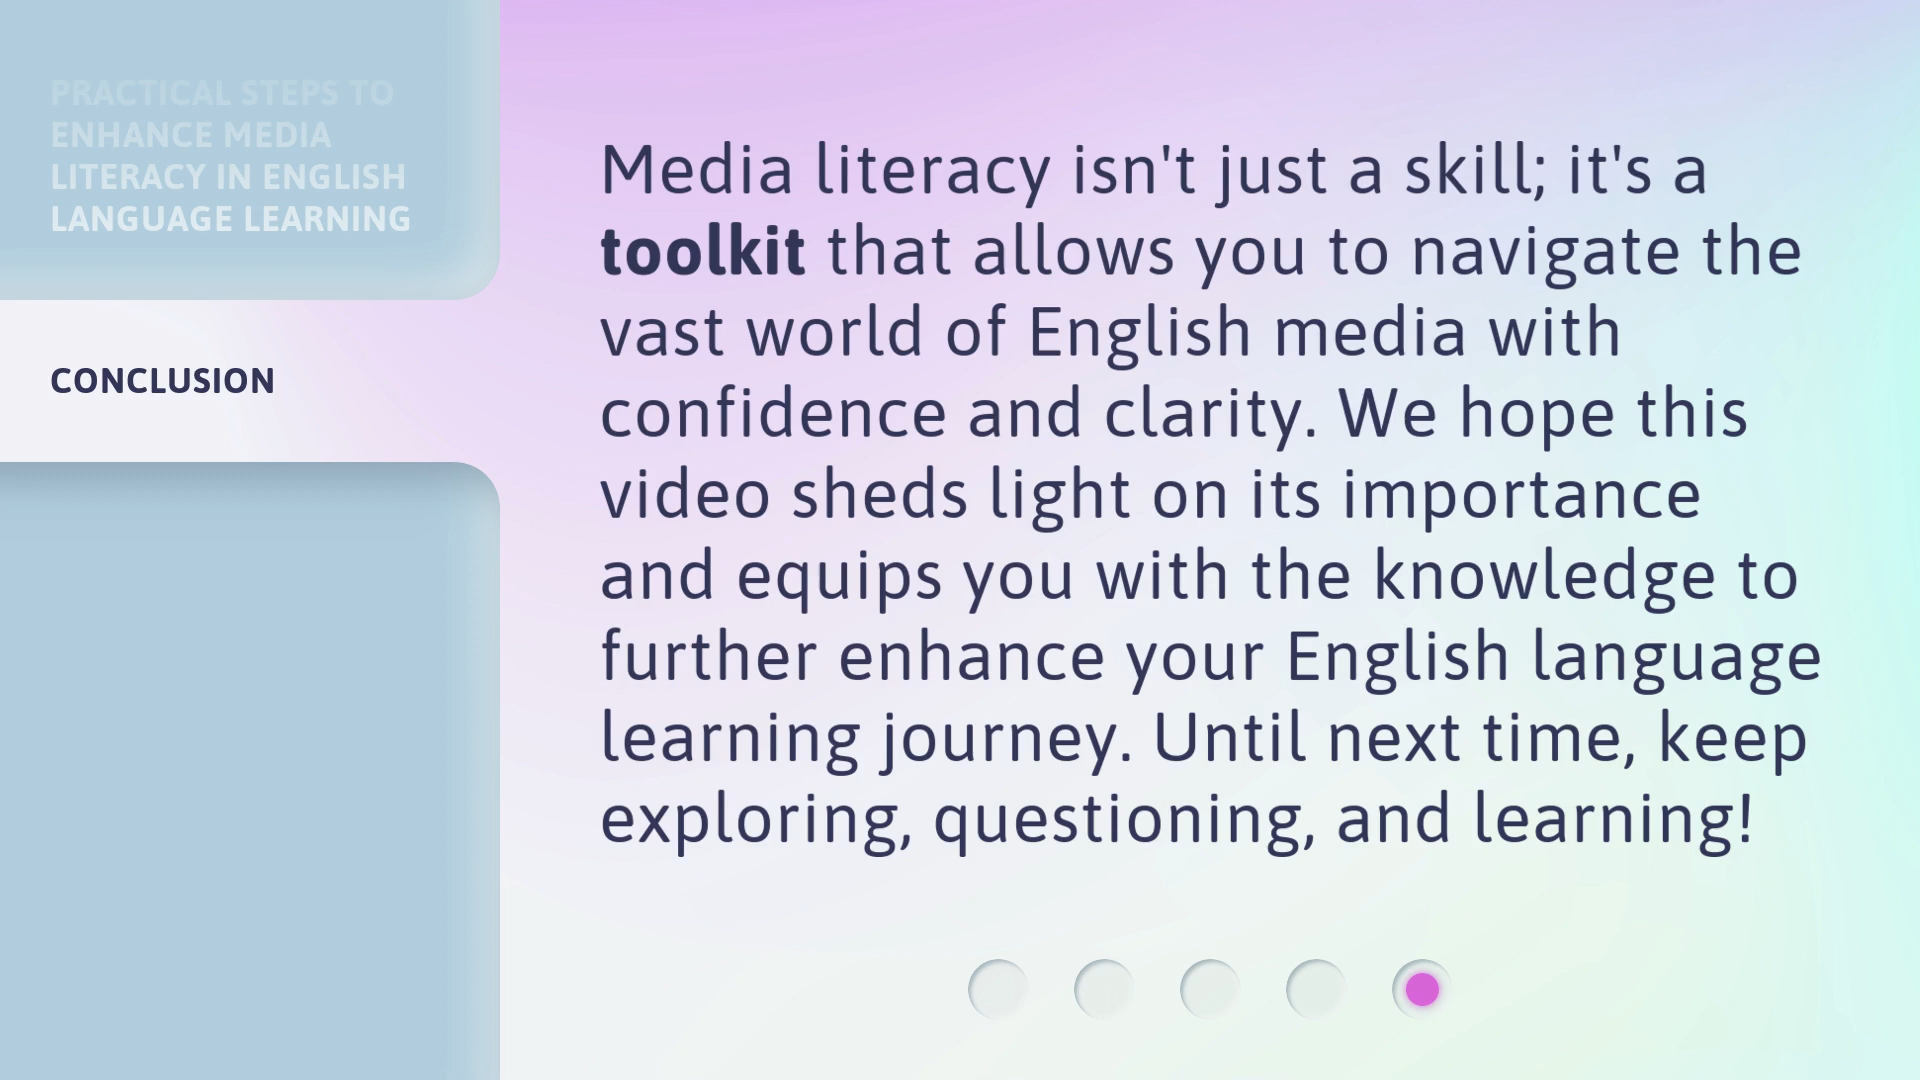 PRACTICAL STEPS TO
ENHANCE MEDIA
LITERACY IN ENGLISH
LANGUAGE LEARNING
CONCLUSION
Media literacy isn't just a skill; it's a
toolkit that allows you to navigate the
vast world of English media with
confidence and clarity. We hope this
video sheds light on its importance
and equips you with the knowledge to
further enhance your English language
learning journey. Until next time, keep
exploring, questioning, and learning!